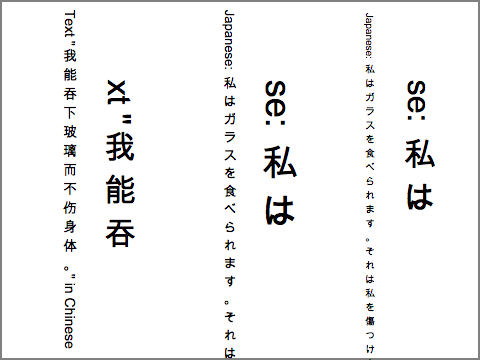 Text "我能吞下玻璃而不伤身体。" in Chinese
xt "我能吞
Japanese: 私はガラスを食べられます。それは
se: 私は
Japanese: 私はガラスを食べられます。それは私を傷つけ
se: 私は